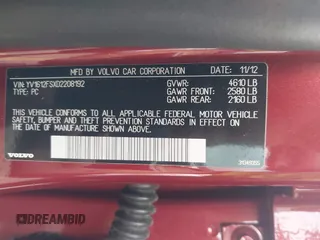 MFD. BY VOLVO CAR CORPORATION DATE: 11/12
VIN: YV1612FSXD2208192 GVWR: 4610 LB
TYPE: PC GAWR FRONT: 2580 LB
GAWR REAR: 2160 LB
THIS VEHICLE CONFORMS TO ALL APPLICABLE FEDERAL MOTOR VEHICLE
SAFETY, BUMPER AND THEFT PREVENTION STANDARDS IN EFFECT ON THE
DATE OF MANUFACTURE SHOWN ABOVE.
VOLVO
DREAMBID